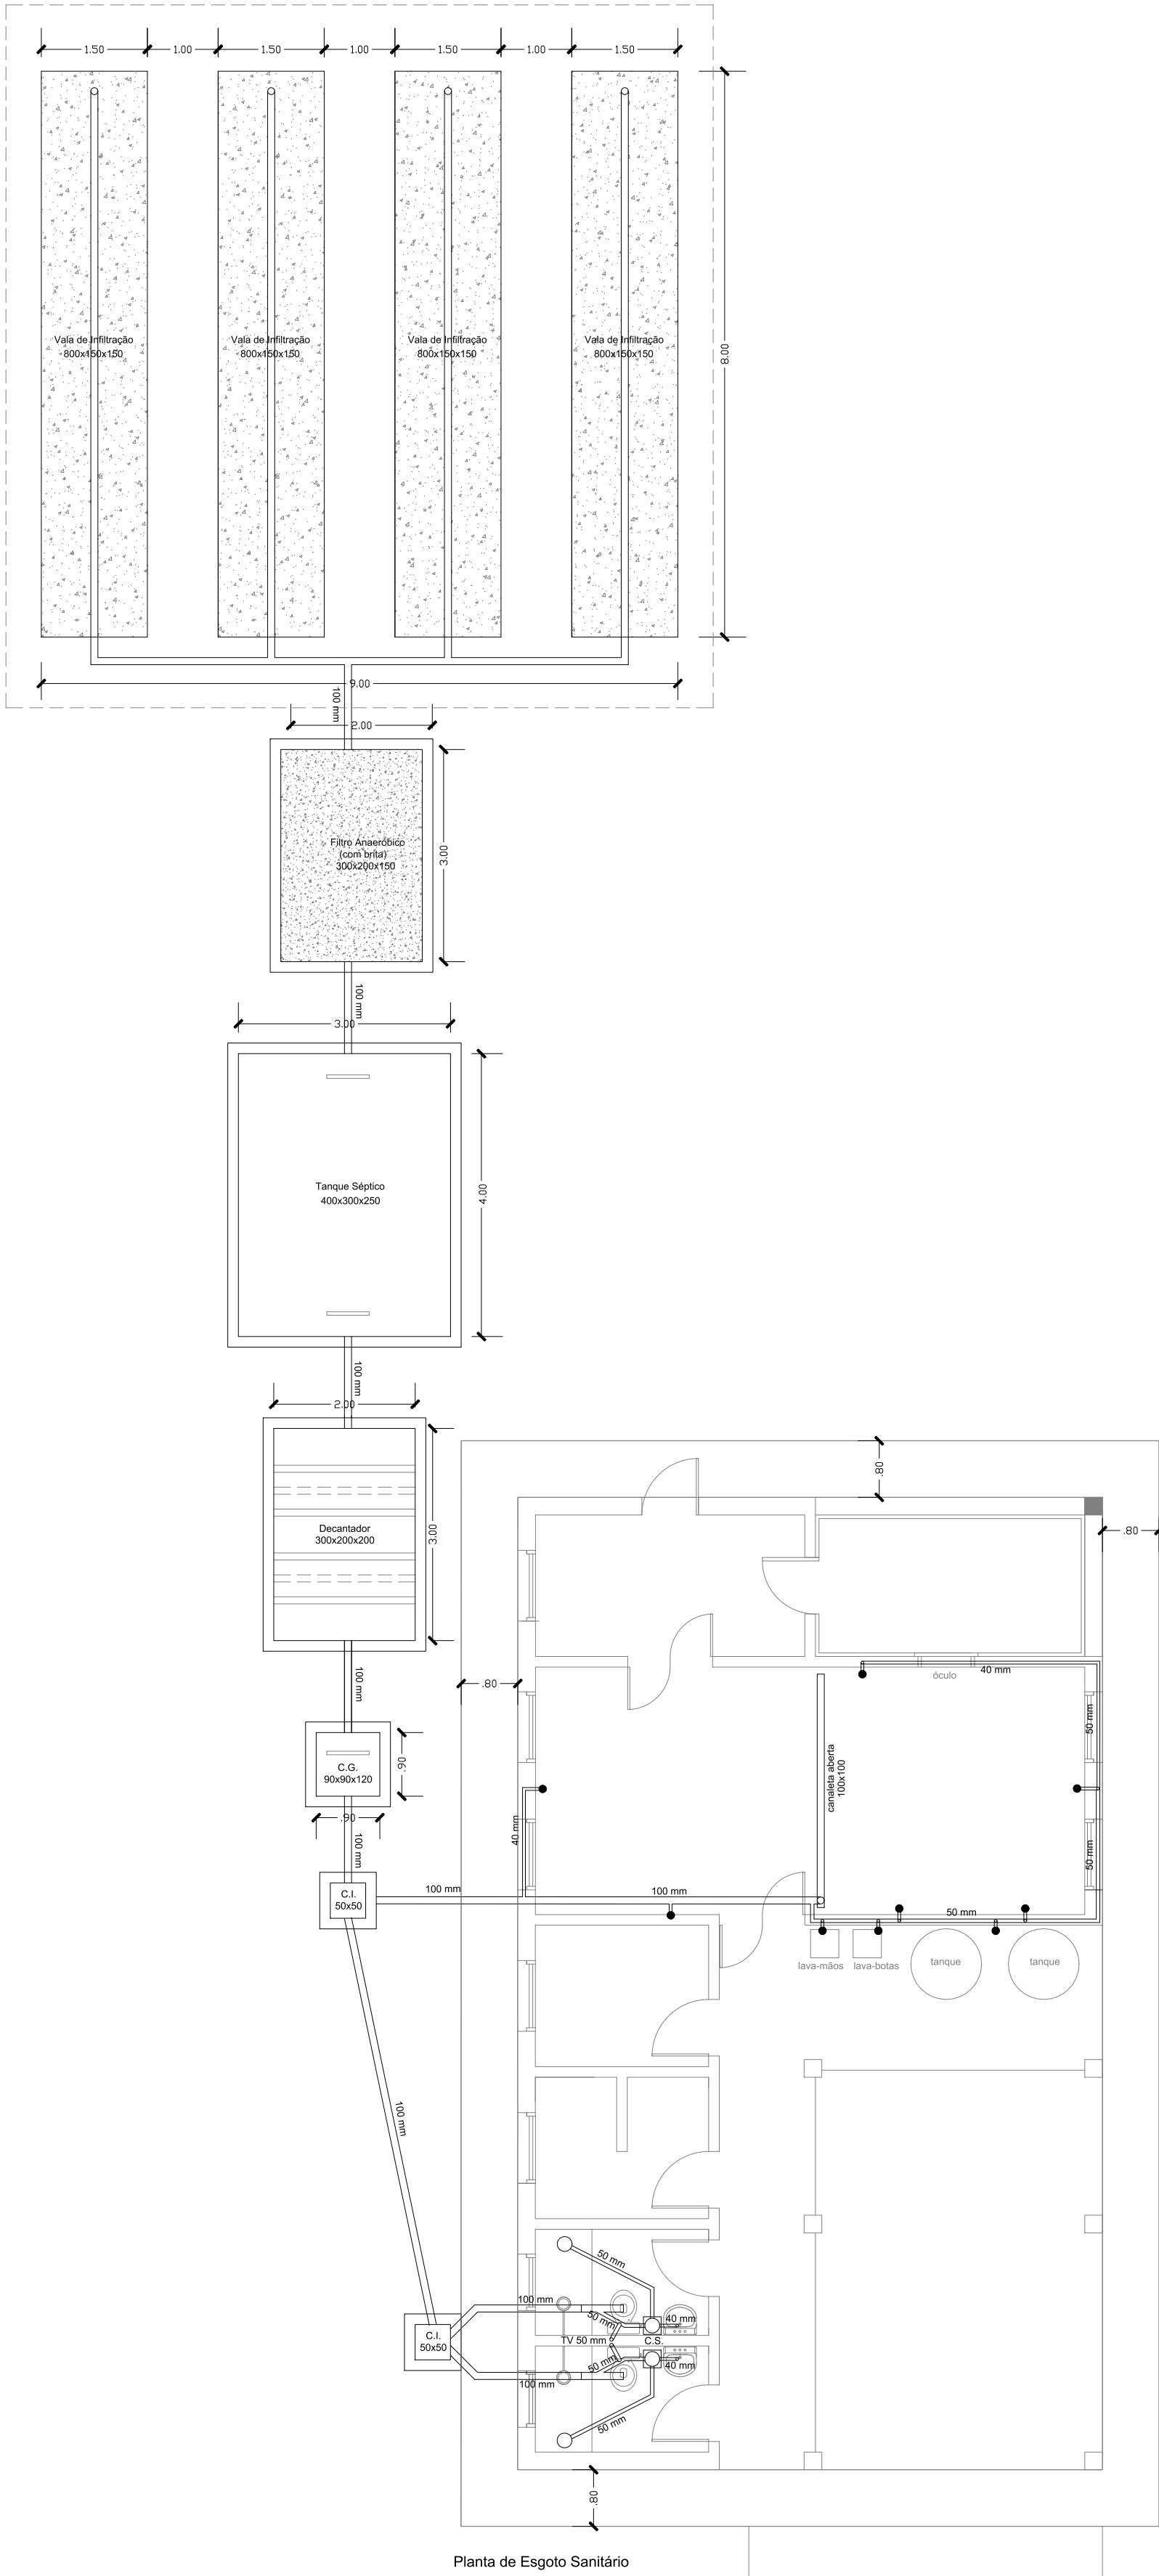 1.50 1.00 1.50 1.00 1.50 1.00 1.50
Vala de Infiltração
800x150x150
Vala de Infiltração
800x150x150
Vala de Infiltração
800x150x150
Vala de Infiltração
800x150x150
8.00
9.00
100 mm
2.00
Filtro Anaeróbico
(com brita)
300x200x150
3.00
100 mm
3.00
Tanque Séptico
400x300x250
4.00
100 mm
2.00
Decantador
300x200x200
3.00
.80
.80
100 mm
.80
óculo
40 mm
50 mm
C.G.
90x90x120
.90
.90
canaleta aberta
100x100
40 mm
50 mm
100 mm
C.I.
50x50
100 mm
100 mm
50 mm
lava-mãos
lava-botas
tanque
tanque
100 mm
50 mm
100 mm
50 mm
40 mm
C.I.
50x50
TV 50 mm
C.S.
50 mm
40 mm
100 mm
50 mm
.80
Planta de Esgoto Sanitário